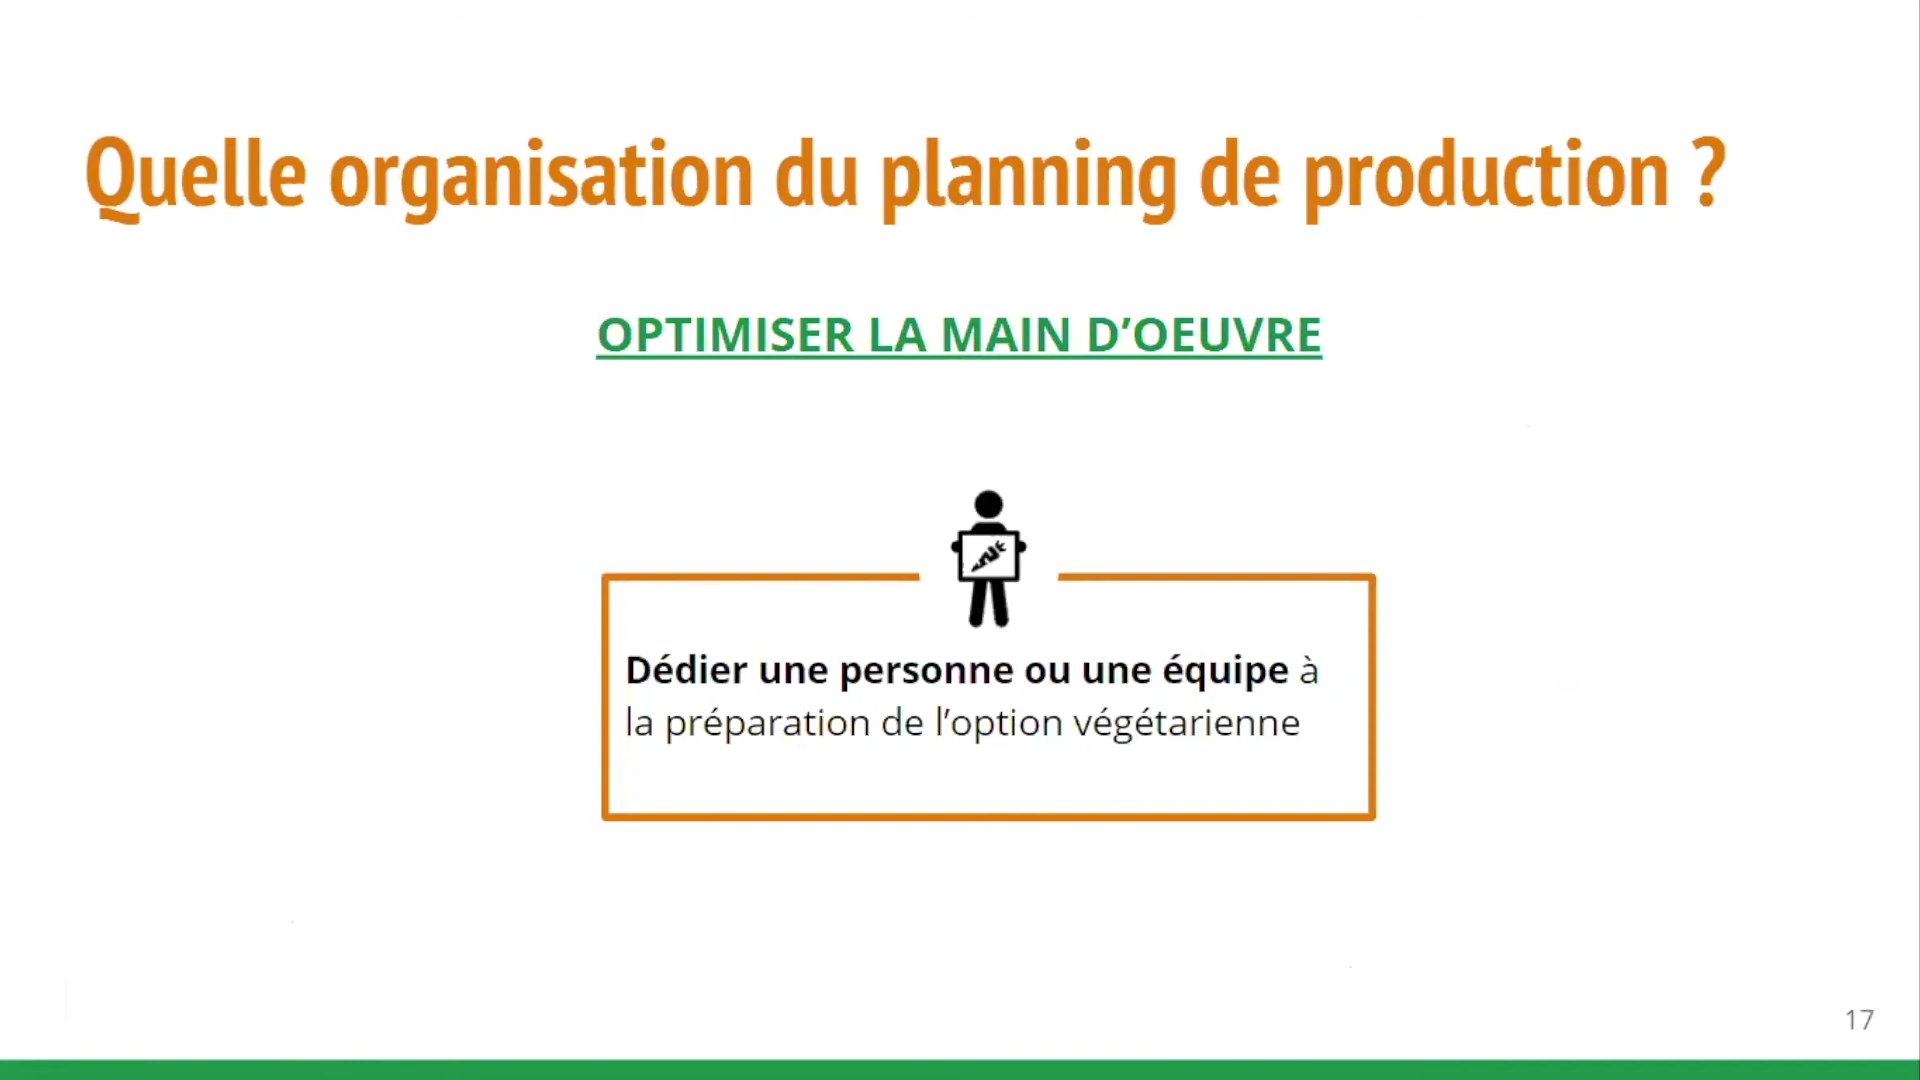 Quelle organisation du planning de production ?
OPTIMISER LA MAIN D’OEUVRE
Dédier une personne ou une équipe à
la préparation de l’option végétarienne
17